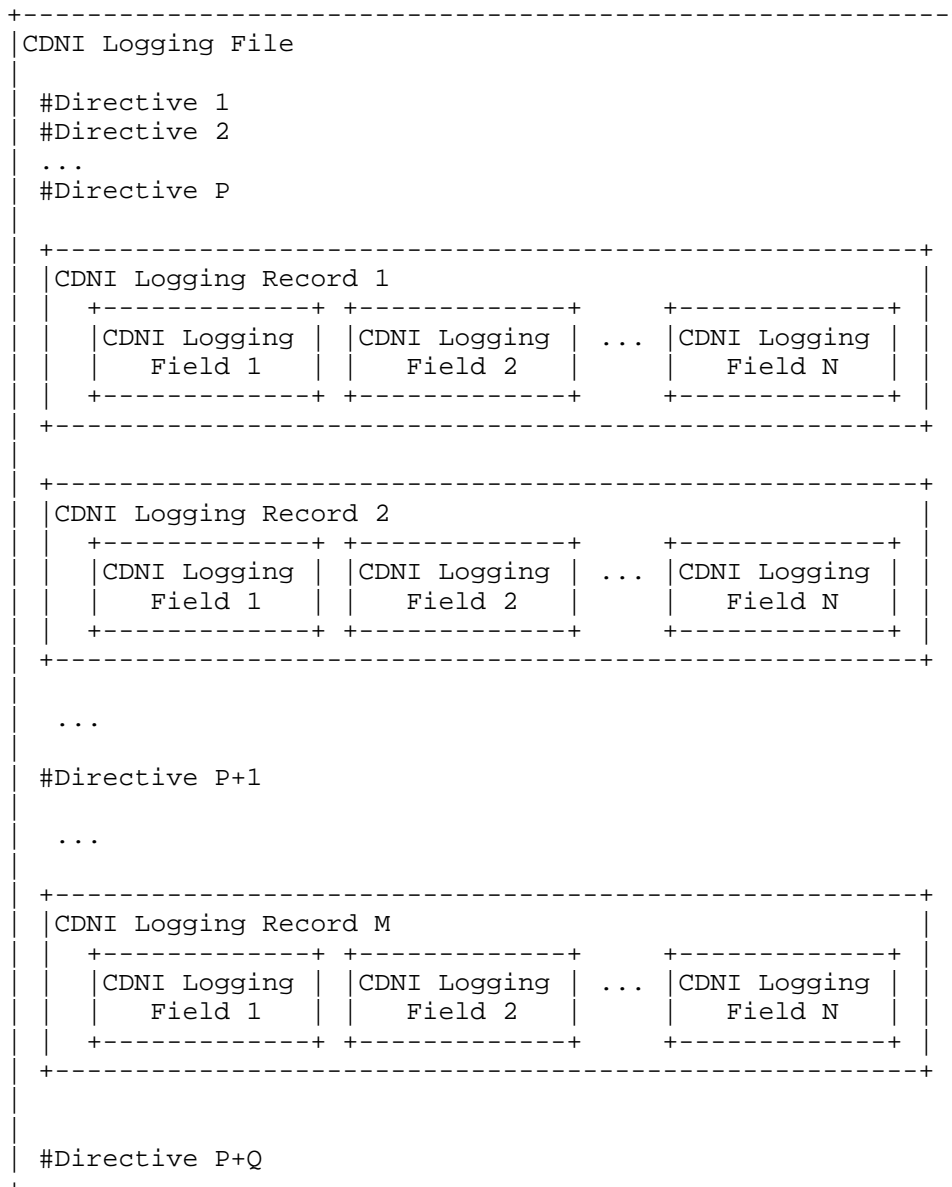 CDNI Logging File
#Directive 1
#Directive 2
...
#Directive P
CDNI Logging Record 1
CDNI Logging CDNI Logging ... CDNI Logging
Field 1 Field 2 Field N
CDNI Logging Record 2
CDNI Logging CDNI Logging ... CDNI Logging
Field 1 Field 2 Field N
...
#Directive P+1
...
CDNI Logging Record M
CDNI Logging CDNI Logging ... CDNI Logging
Field 1 Field 2 Field N
#Directive P+Q